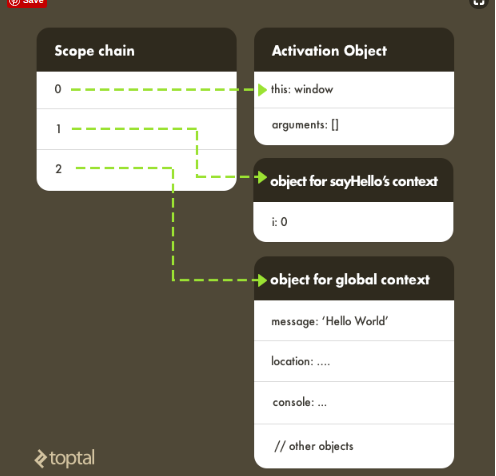 Save
Scope chain
0
1
2
Activation Object
this: window
arguments: []
object for sayHello's context
i: 0
object for global context
message: ‘Hello World’
location: ....
console: ...
// other objects
toptal